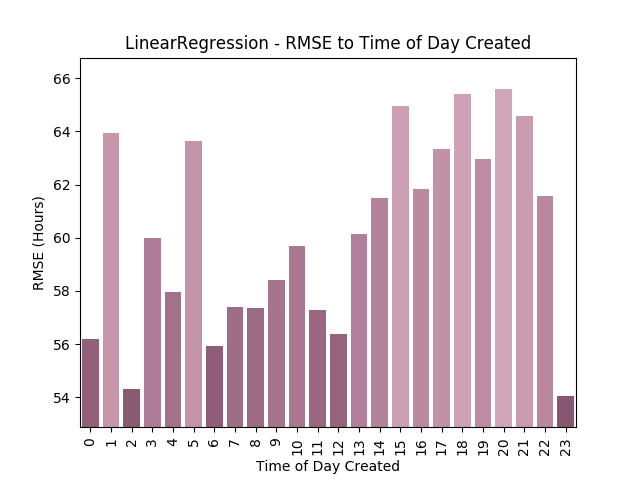 LinearRegression - RMSE to Time of Day Created
RMSE (Hours)
66
64
62
60
58
56
54
0 1 2 3 4 5 6 7 8 9 10 11 12 13 14 15 16 17 18 19 20 21 22 23
Time of Day Created